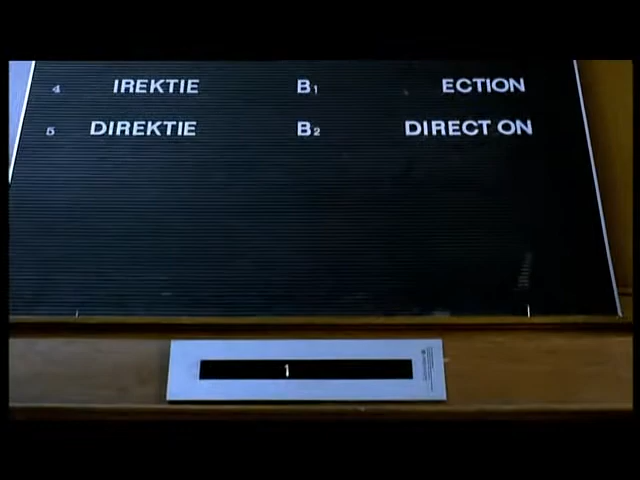 4 IREKTIE B1 ECTION
5 DIREKTIE B2 DIRECT ON
1